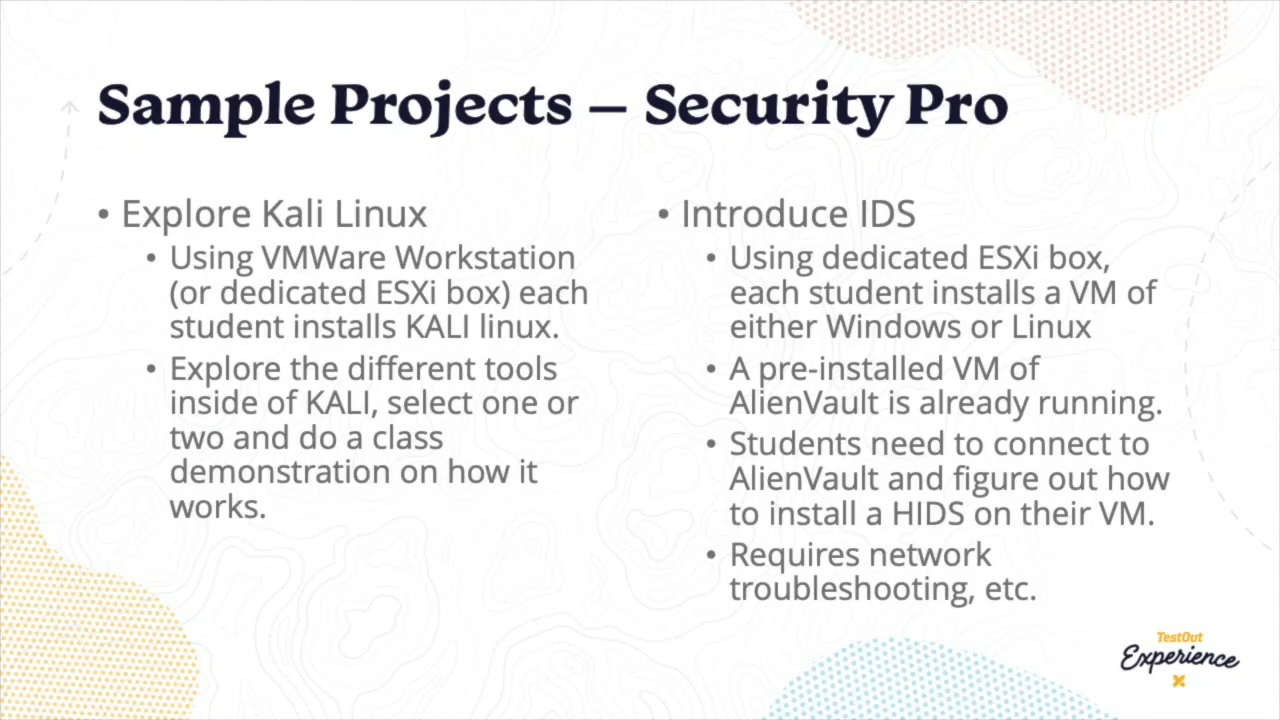 Sample Projects – Security Pro
• Explore Kali Linux
• Using VMWare Workstation
(or dedicated ESXi box) each
student installs KALI linux.
• Explore the different tools
inside of KALI, select one or
two and do a class
demonstration on how it
works.
• Introduce IDS
• Using dedicated ESXi box,
each student installs a VM of
either Windows or Linux
• A pre-installed VM of
AlienVault is already running.
• Students need to connect to
AlienVault and figure out how
to install a HIDS on their VM.
• Requires network
troubleshooting, etc.
TestOut
Experience